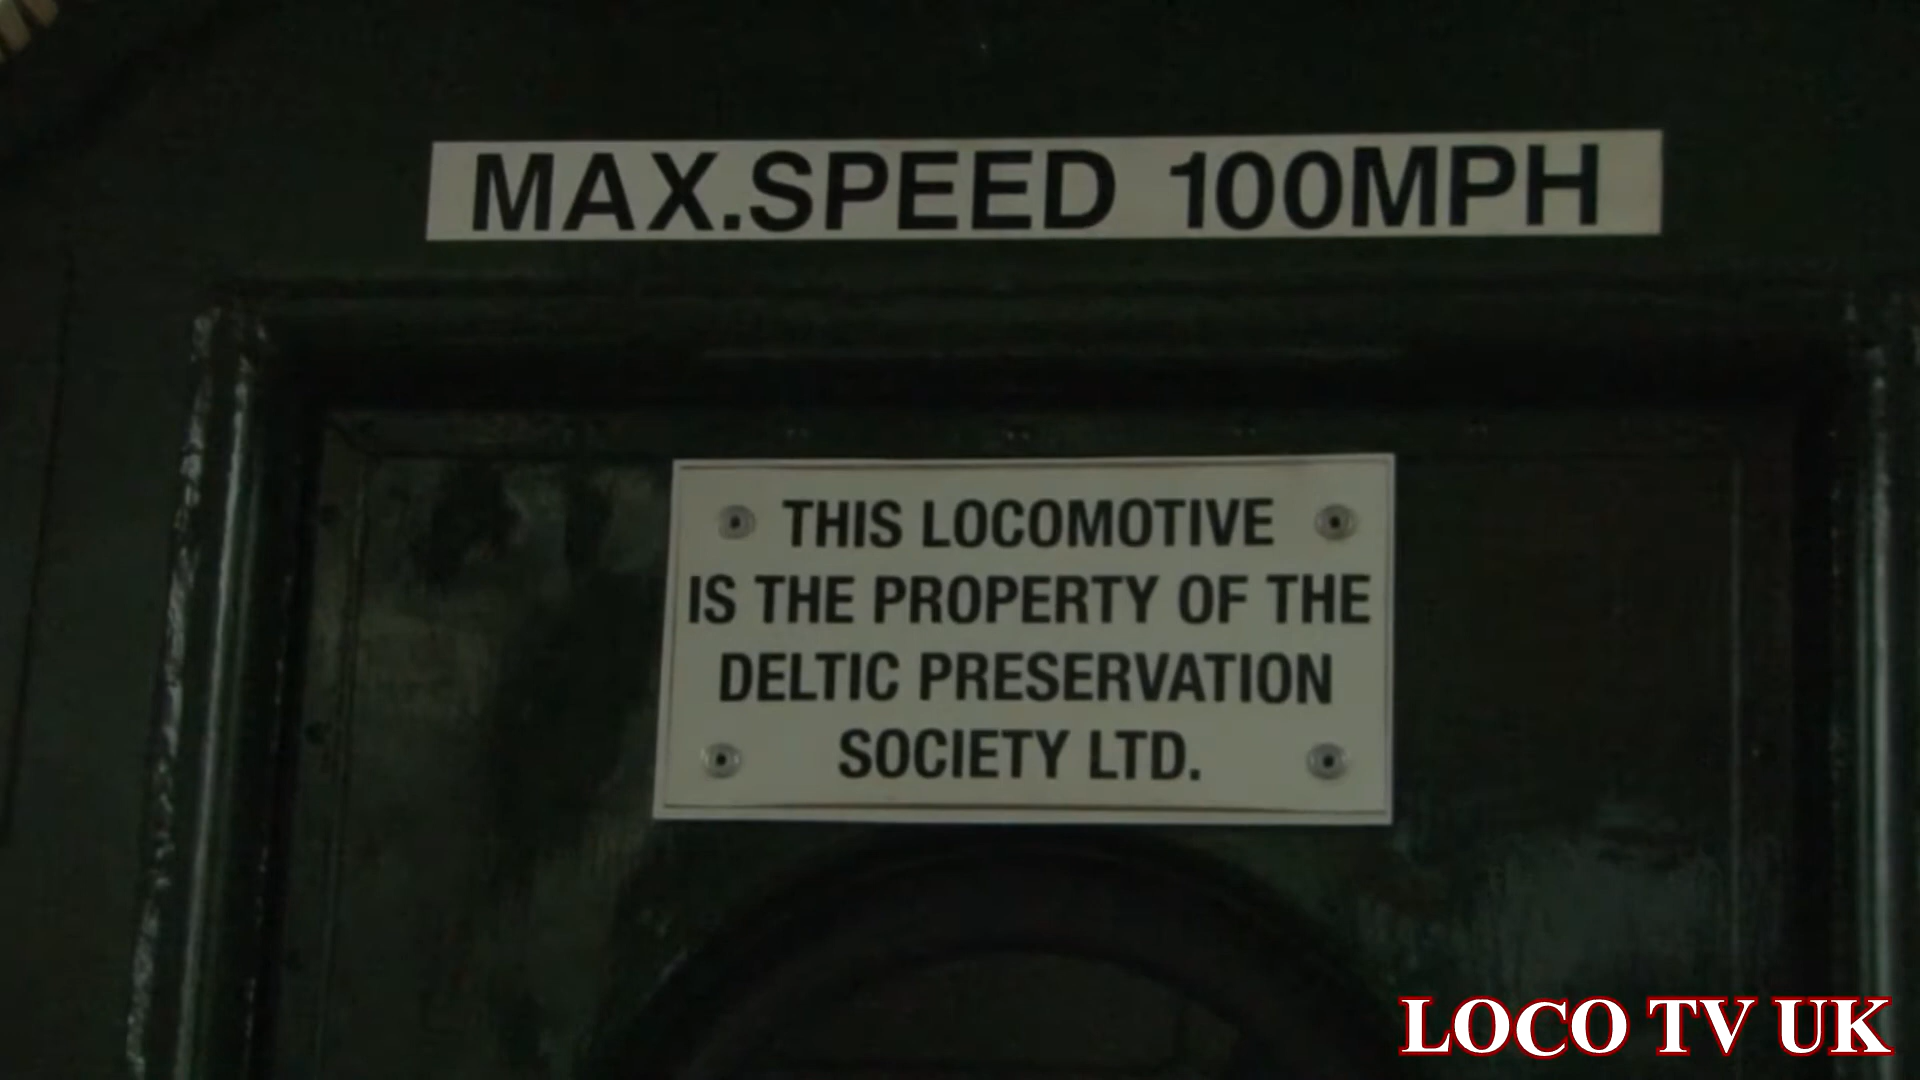 MAX.SPEED 100MPH
THIS LOCOMOTIVE
IS THE PROPERTY OF THE
DELTIC PRESERVATION
SOCIETY LTD.
LOCO TV UK